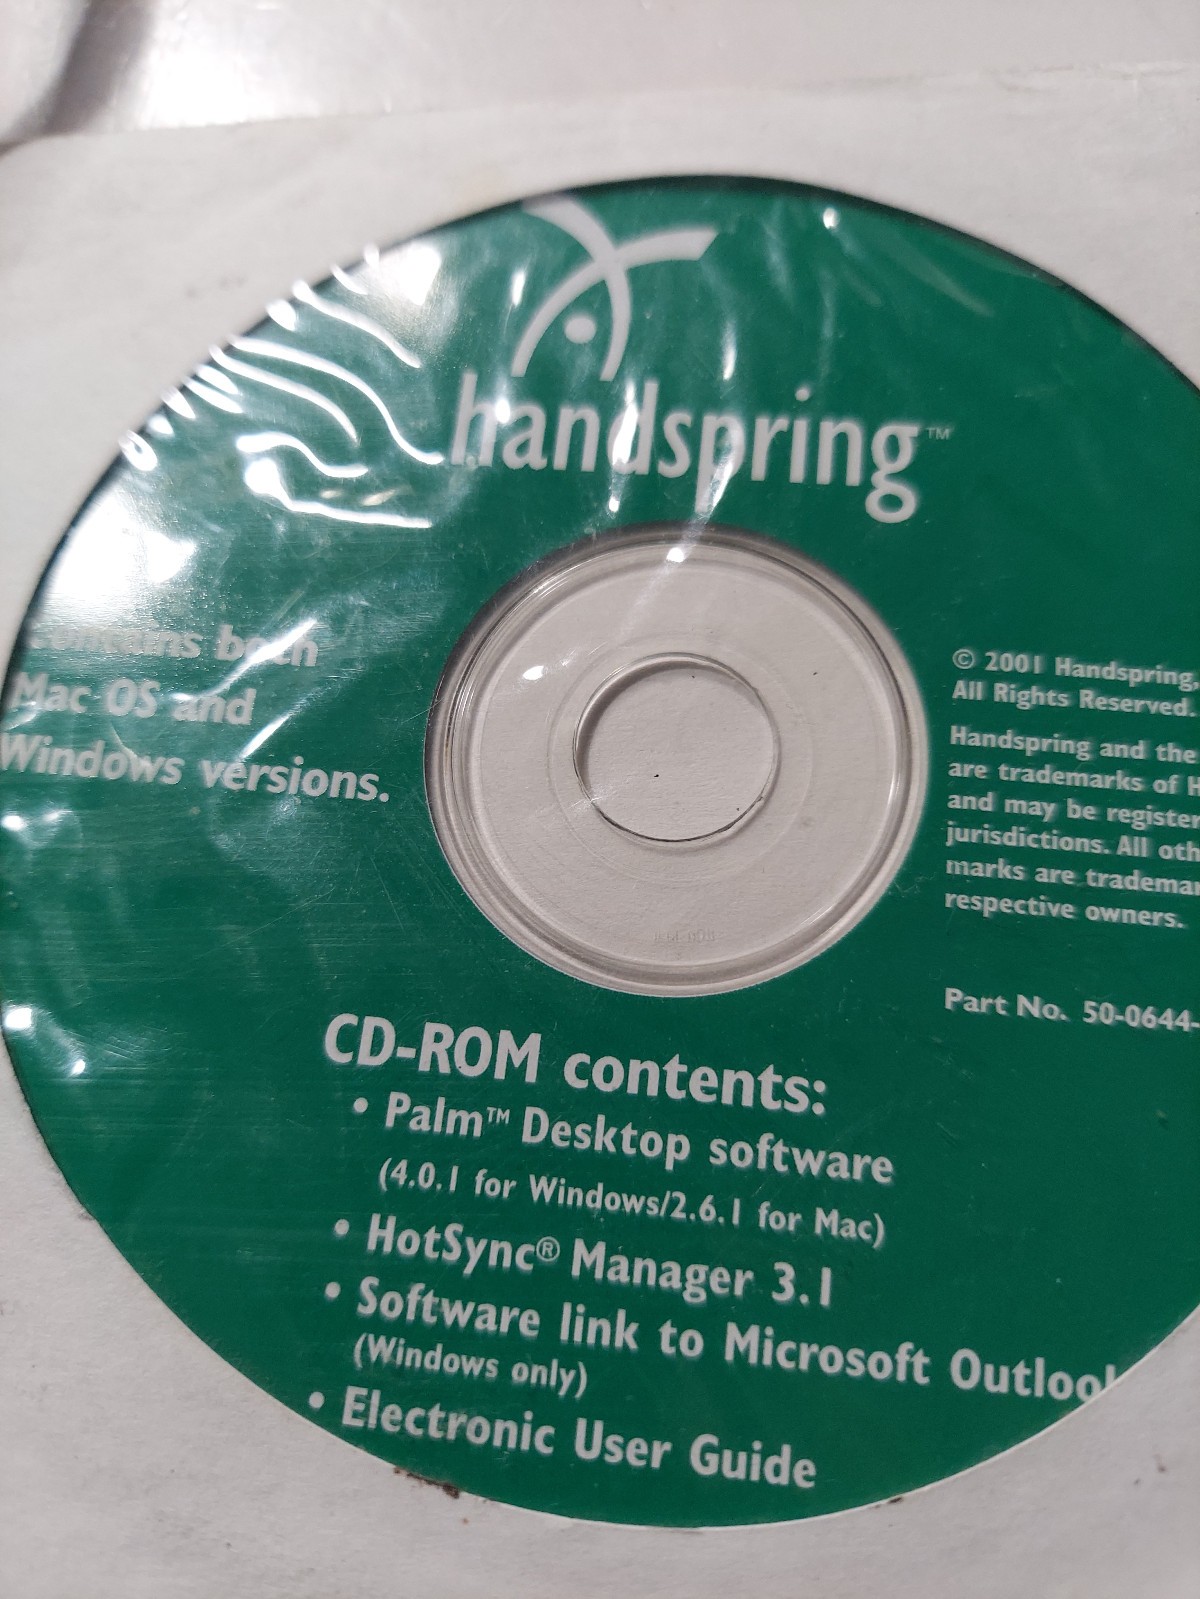 handspring™
Contains both
Mac OS and
Windows versions.
© 2001 Handspring,
All Rights Reserved.
Handspring and the
are trademarks of H
and may be register
jurisdictions. All oth
marks are tradema
respective owners.
Part No. 50-0644-
CD-ROM contents:
• Palm™ Desktop software
(4.0.1 for Windows/2.6.1 for Mac)
• HotSync® Manager 3.1
• Software link to Microsoft Outlook
(Windows only)
• Electronic User Guide